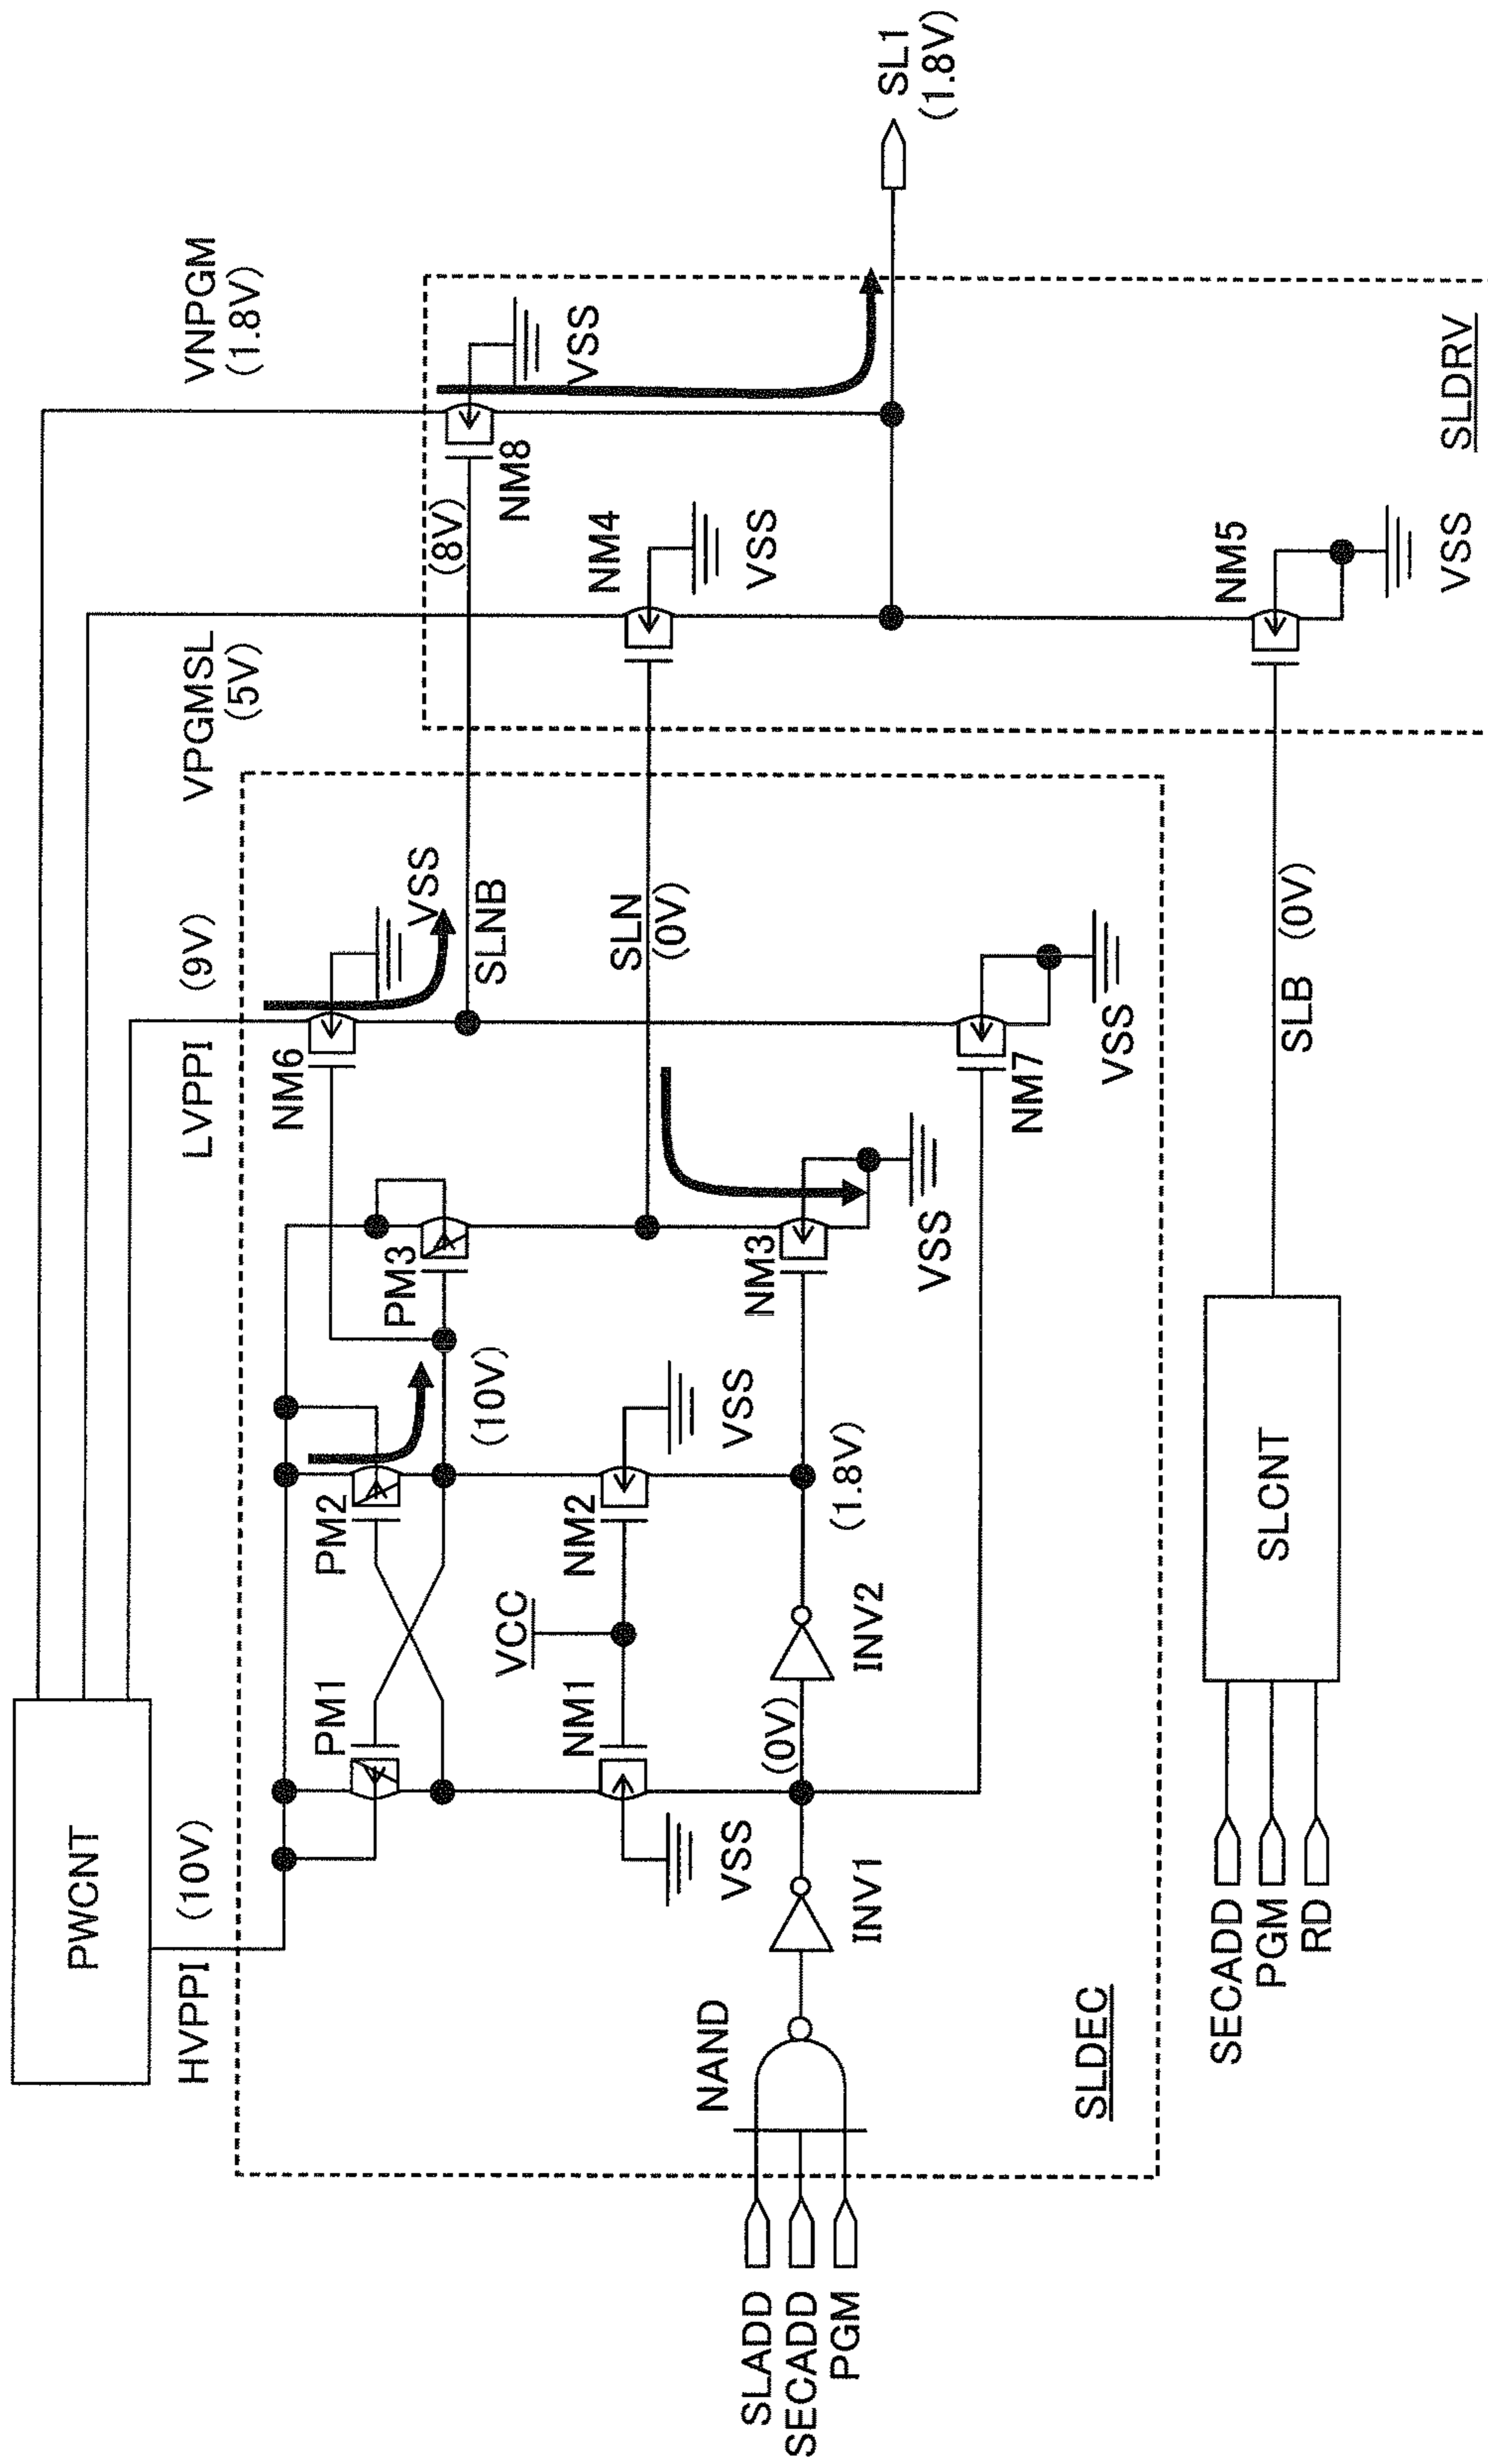 PWCNT
HVPPI (10V)
LVPPI (9V)
VPGMSL
(5V)
VNPGM
(1.8V)
PM1
PM2
PM3
(10V)
NM6
VSS
SLNB
(8V)
NM8
VSS
VCC
NM1
NM2
VSS
VSS
SLN
(0V)
NM4
VSS
SL1
(1.8V)
SLADD
SECADD
PGM
NAND
INV1
(0V)
INV2
(1.8V)
NM3
VSS
NM7
VSS
SLDEC
SECADD
PGM
RD
SLCNT
SLB (0V)
NM5
VSS
SLDRV